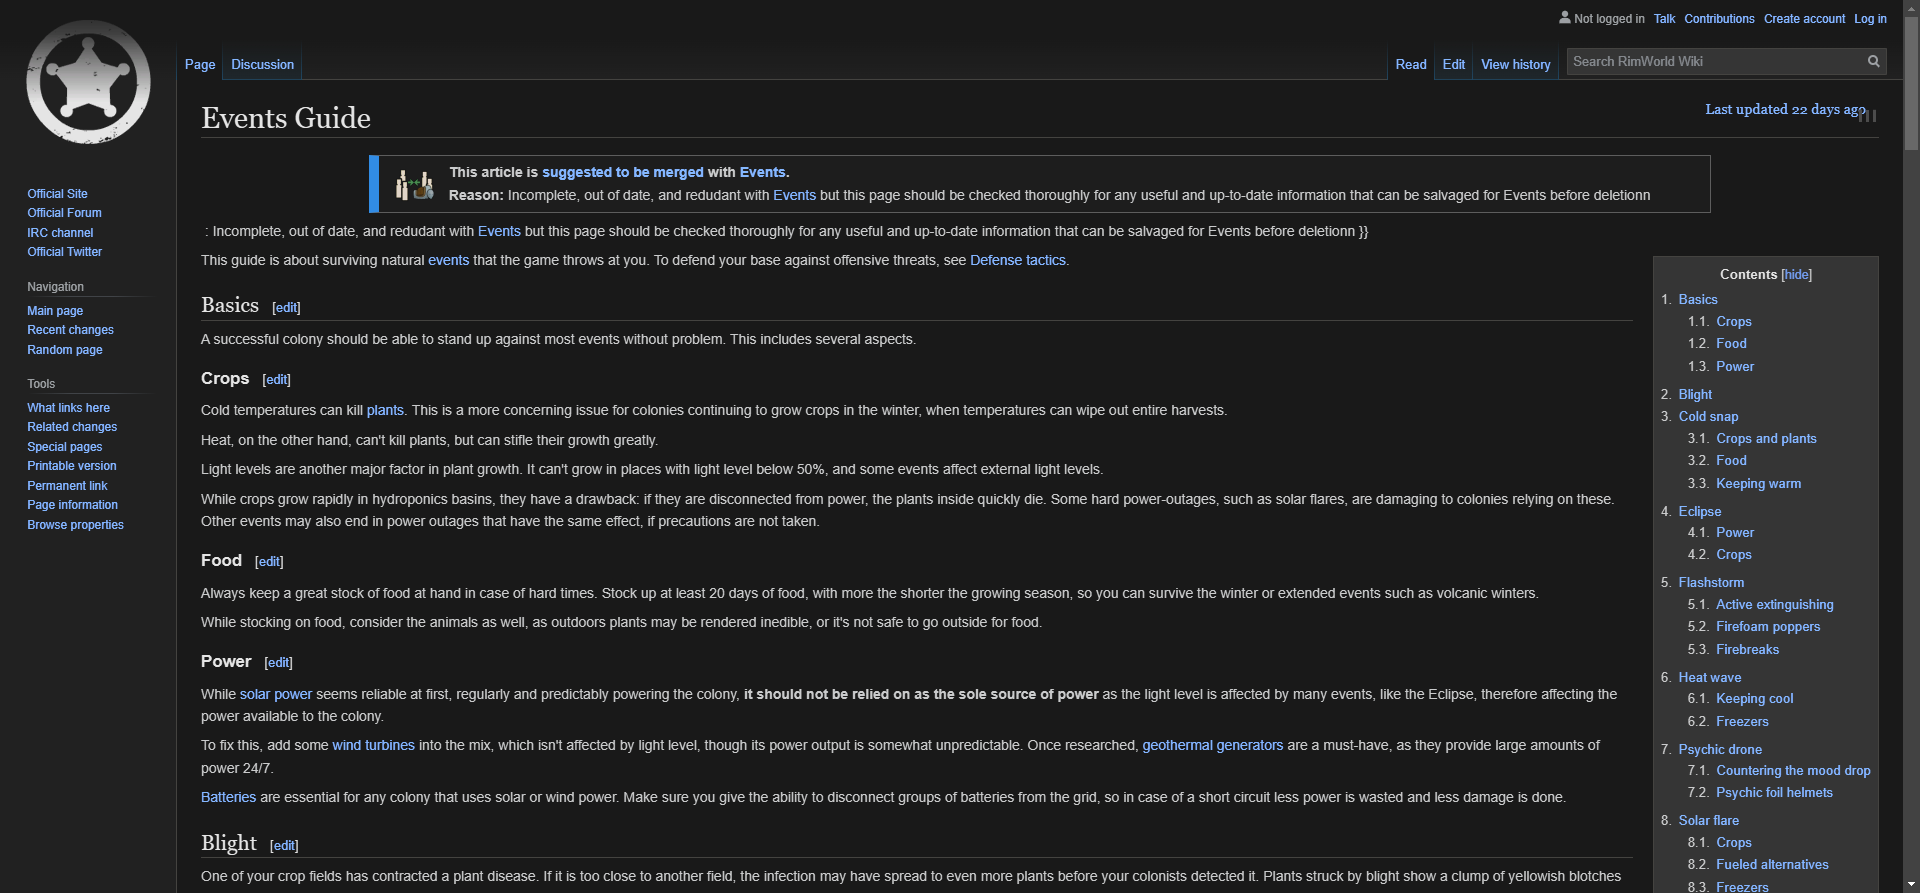 Not logged in Talk Contributions Create account Log in
Page Discussion Read Edit View history Search RimWorld Wiki
Events Guide
Last updated 22 days ago
This article is suggested to be merged with Events.
Reason: Incomplete, out of date, and redudant with Events but this page should be checked thoroughly for any useful and up-to-date information that can be salvaged for Events before deletionn
: Incomplete, out of date, and redudant with Events but this page should be checked thoroughly for any useful and up-to-date information that can be salvaged for Events before deletionn }}
This guide is about surviving natural events that the game throws at you. To defend your base against offensive threats, see Defense tactics.
Basics [edit]
A successful colony should be able to stand up against most events without problem. This includes several aspects.
Crops [edit]
Cold temperatures can kill plants. This is a more concerning issue for colonies continuing to grow crops in the winter, when temperatures can wipe out entire harvests.
Heat, on the other hand, can't kill plants, but can stifle their growth greatly.
Light levels are another major factor in plant growth. It can't grow in places with light level below 50%, and some events affect external light levels.
While crops grow rapidly in hydroponics basins, they have a drawback: if they are disconnected from power, the plants inside quickly die. Some hard power-outages, such as solar flares, are damaging to colonies relying on these.
Other events may also end in power outages that have the same effect, if precautions are not taken.
Food [edit]
Always keep a great stock of food at hand in case of hard times. Stock up at least 20 days of food, with more the shorter the growing season, so you can survive the winter or extended events such as volcanic winters.
While stocking on food, consider the animals as well, as outdoors plants may be rendered inedible, or it's not safe to go outside for food.
Power [edit]
While solar power seems reliable at first, regularly and predictably powering the colony, it should not be relied on as the sole source of power as the light level is affected by many events, like the Eclipse, therefore affecting the
power available to the colony.
To fix this, add some wind turbines into the mix, which isn't affected by light level, though its power output is somewhat unpredictable. Once researched, geothermal generators are a must-have, as they provide large amounts of
power 24/7.
Batteries are essential for any colony that uses solar or wind power. Make sure you give the ability to disconnect groups of batteries from the grid, so in case of a short circuit less power is wasted and less damage is done.
Blight [edit]
One of your crop fields has contracted a plant disease. If it is too close to another field, the infection may have spread to even more plants before your colonists detected it. Plants struck by blight show a clump of yellowish blotches
Contents [hide]
1. Basics
1.1. Crops
1.2. Food
1.3. Power
2. Blight
3. Cold snap
3.1. Crops and plants
3.2. Food
3.3. Keeping warm
4. Eclipse
4.1. Power
4.2. Crops
5. Flashstorm
5.1. Active extinguishing
5.2. Firefoam poppers
5.3. Firebreaks
6. Heat wave
6.1. Keeping cool
6.2. Freezers
7. Psychic drone
7.1. Countering the mood drop
7.2. Psychic foil helmets
8. Solar flare
8.1. Crops
8.2. Fueled alternatives
8.3. Freezers
Official Site
Official Forum
IRC channel
Official Twitter
Navigation
Main page
Recent changes
Random page
Tools
What links here
Related changes
Special pages
Printable version
Permanent link
Page information
Browse properties